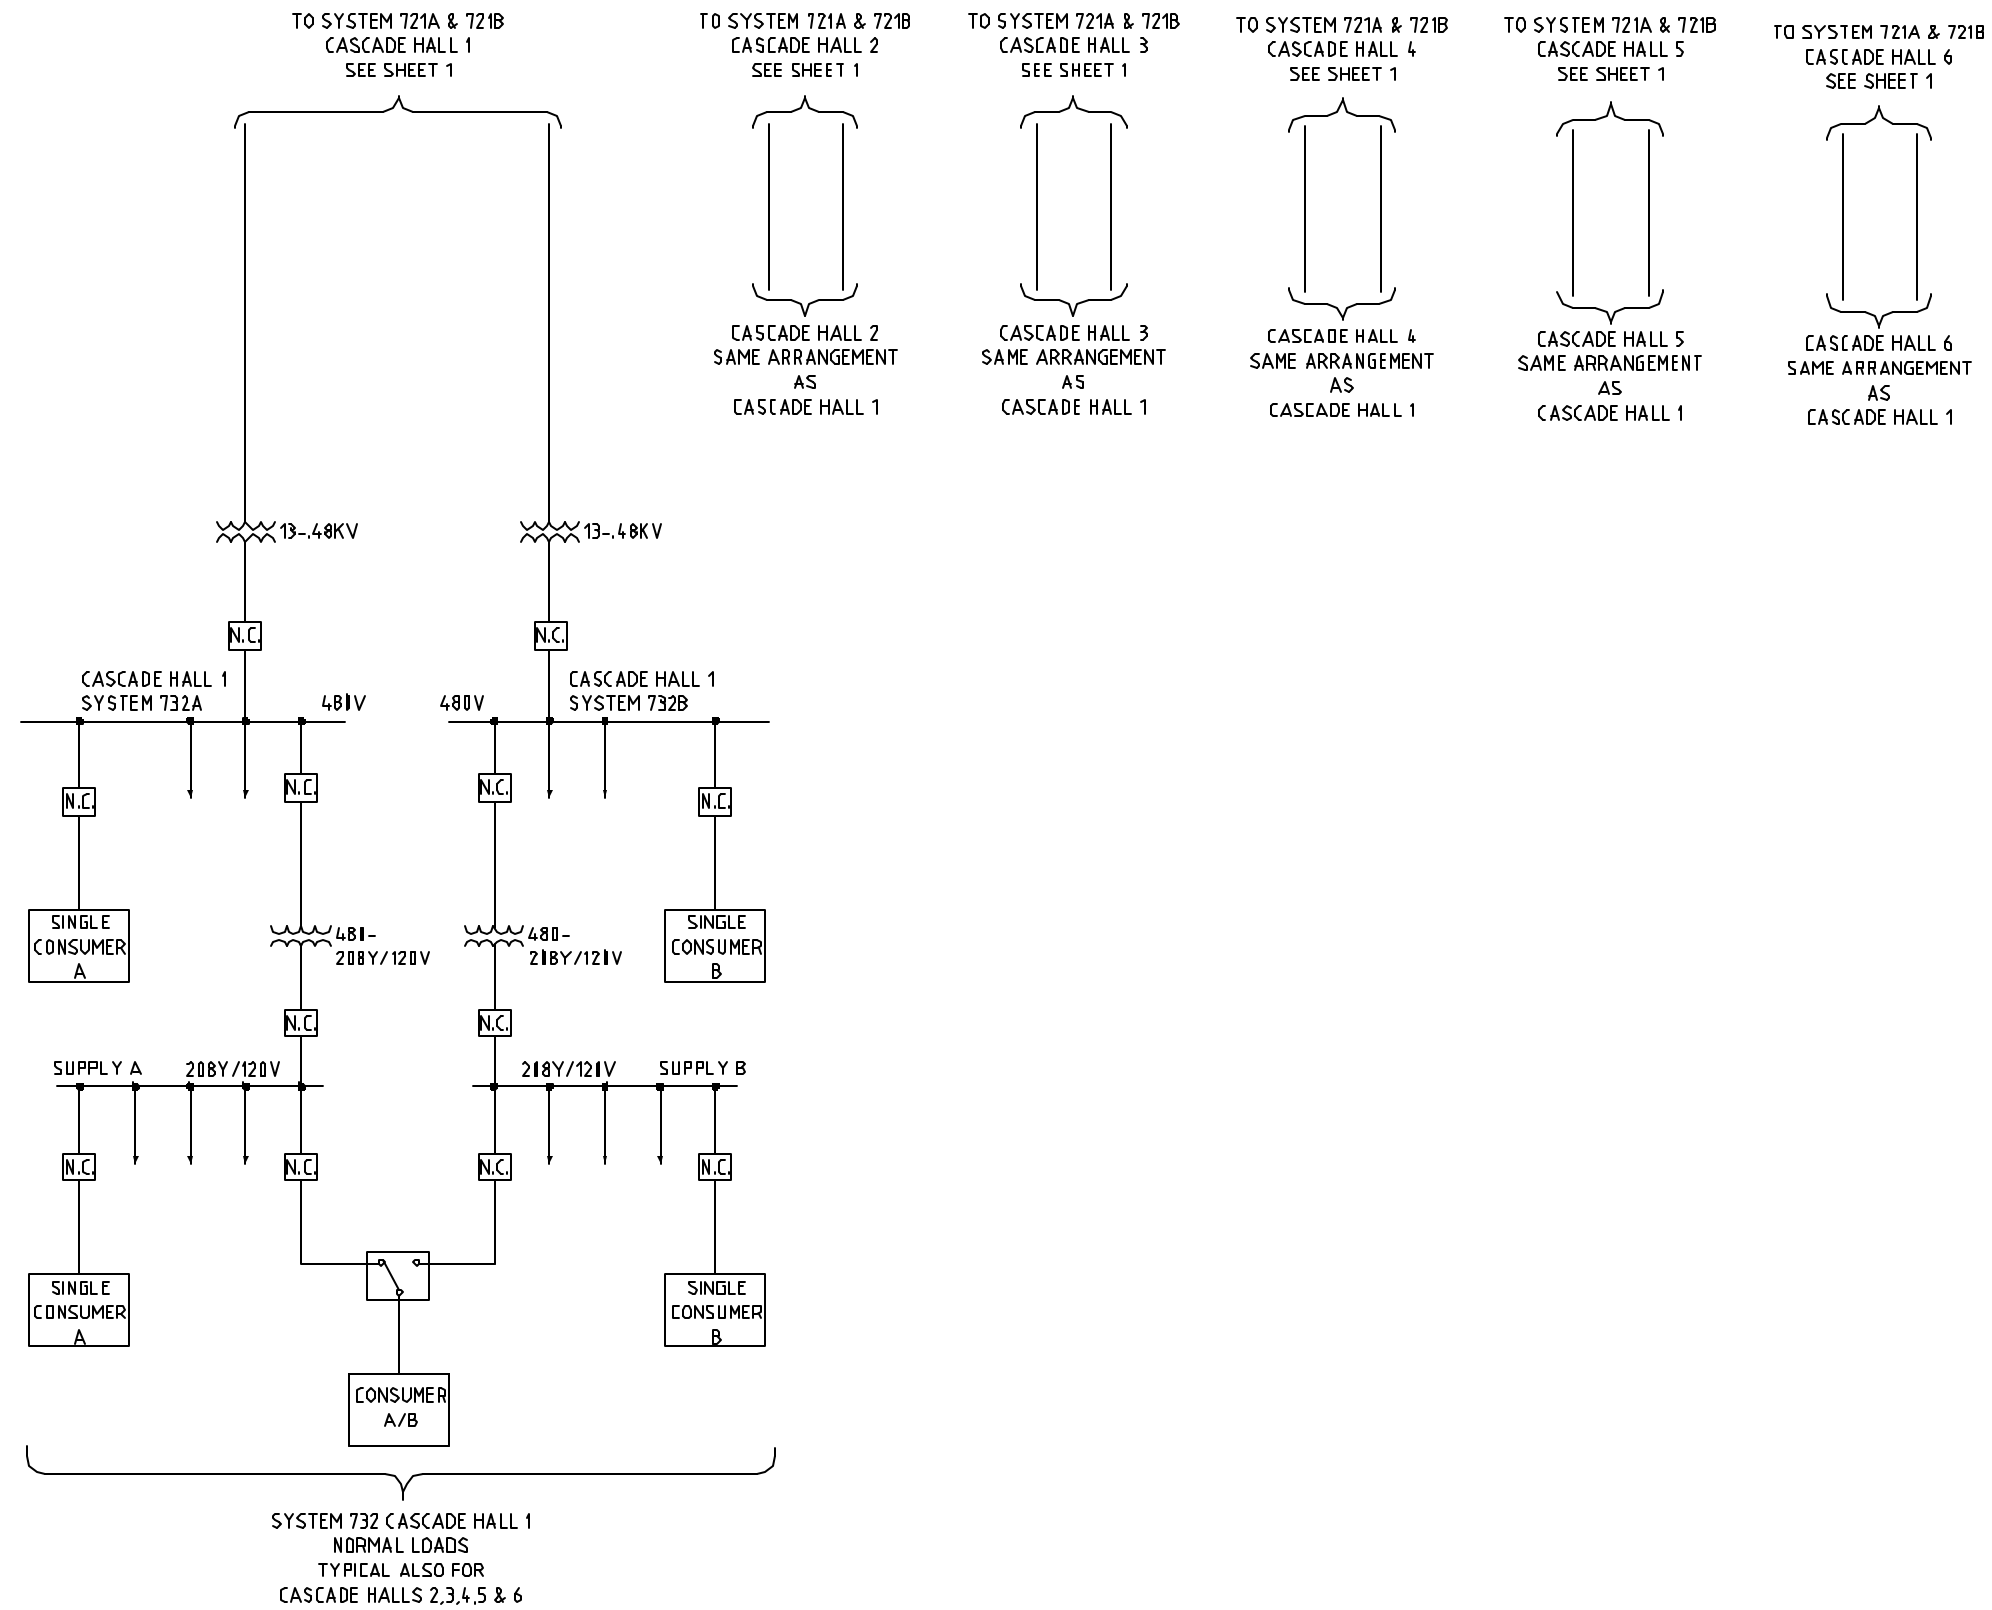 TO SYSTEM 721A & 721B
CASCADE HALL 1
SEE SHEET 1
TO SYSTEM 721A & 721B
CASCADE HALL 2
SEE SHEET 1
TO SYSTEM 721A & 721B
CASCADE HALL 3
SEE SHEET 1
TO SYSTEM 721A & 721B
CASCADE HALL 4
SEE SHEET 1
TO SYSTEM 721A & 721B
CASCADE HALL 5
SEE SHEET 1
TO SYSTEM 721A & 721B
CASCADE HALL 6
SEE SHEET 1
CASCADE HALL 2
SAME ARRANGEMENT
AS
CASCADE HALL 1
CASCADE HALL 3
SAME ARRANGEMENT
AS
CASCADE HALL 1
CASCADE HALL 4
SAME ARRANGEMENT
AS
CASCADE HALL 1
CASCADE HALL 5
SAME ARRANGEMENT
AS
CASCADE HALL 1
CASCADE HALL 6
SAME ARRANGEMENT
AS
CASCADE HALL 1
13-.48KV
13-.48KV
N.C.
N.C.
CASCADE HALL 1
SYSTEM 732A
480V
480V
CASCADE HALL 1
SYSTEM 732B
N.C.
N.C.
N.C.
N.C.
SINGLE
CONSUMER
A
480-
208Y/120V
480-
208Y/120V
SINGLE
CONSUMER
B
N.C.
N.C.
SUPPLY A
208Y/120V
208Y/120V
SUPPLY B
N.C.
N.C.
N.C.
N.C.
SINGLE
CONSUMER
A
SINGLE
CONSUMER
B
CONSUMER
A/B
SYSTEM 732 CASCADE HALL 1
NORMAL LOADS
TYPICAL ALSO FOR
CASCADE HALLS 2,3,4,5 & 6